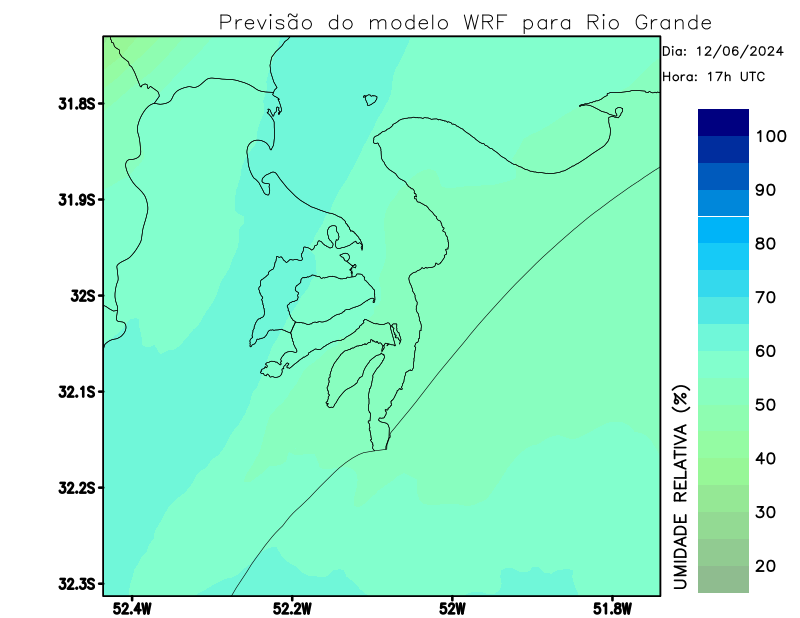 Previsão do modelo WRF para Rio Grande
Dia: 12/06/2024
Hora: 17h UTC
31.8S
31.9S
32S
32.1S
32.2S
32.3S
52.4W
52.2W
52W
51.8W
100
90
80
70
60
50
40
30
20
UMIDADE RELATIVA (%)